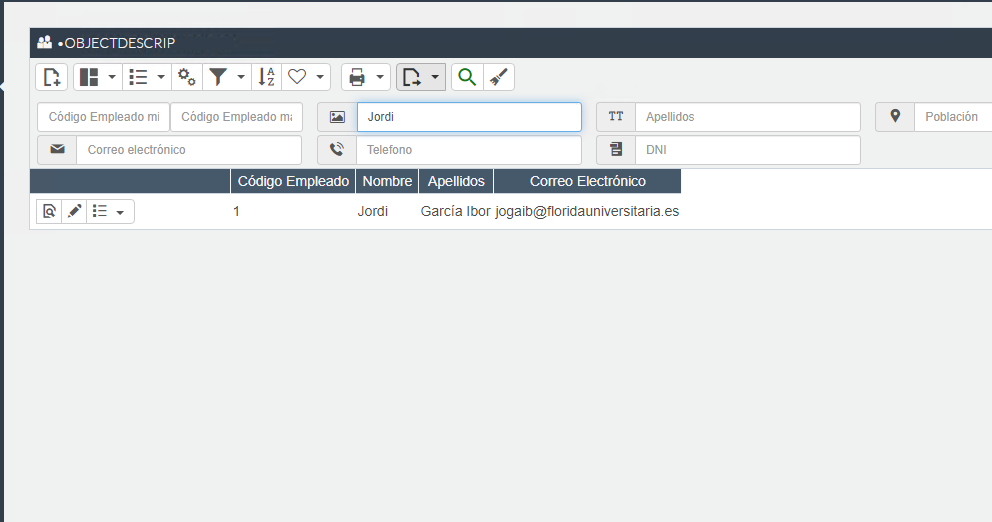 •OBJECTDESCRIP
Código Empleado mi Código Empleado ma Jordi TT Apellidos Población
Correo electrónico Telefono DNI
Código Empleado Nombre Apellidos Correo Electrónico
1 Jordi García Ibor jogaib@floridauniversitaria.es